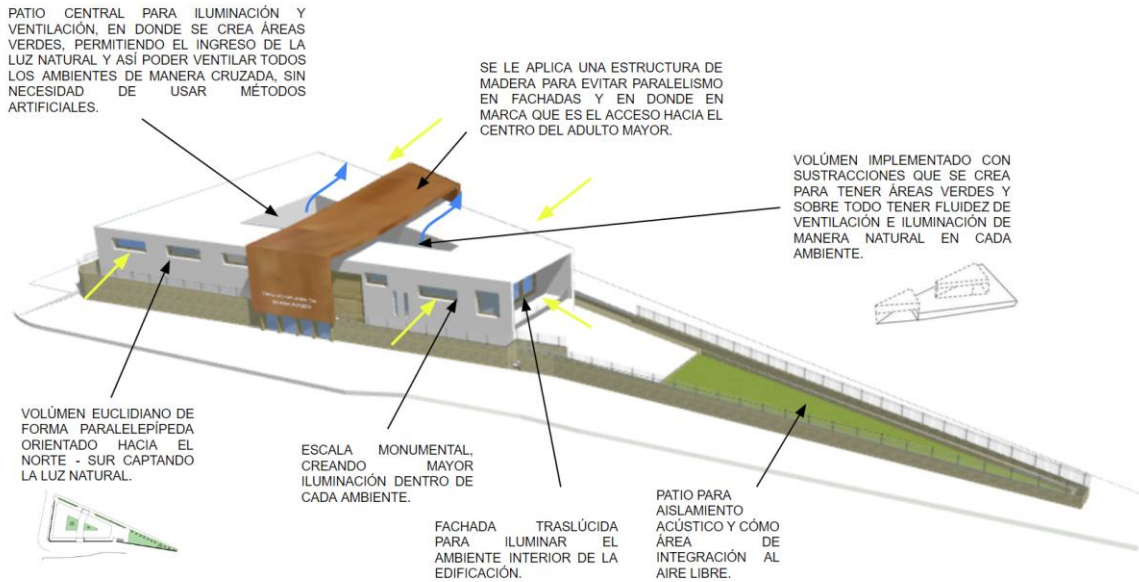 PATIO CENTRAL PARA ILUMINACIÓN Y
VENTILACIÓN, EN DONDE SE CREA ÁREAS
VERDES, PERMITIENDO EL INGRESO DE LA
LUZ NATURAL Y ASÍ PODER VENTILAR TODOS
LOS AMBIENTES DE MANERA CRUZADA, SIN
NECESIDAD DE USAR MÉTODOS
ARTIFICIALES.
SE LE APLICA UNA ESTRUCTURA DE
MADERA PARA EVITAR PARALELISMO
EN FACHADAS Y EN DONDE EN
MARCA QUE ES EL ACCESO HACIA EL
CENTRO DEL ADULTO MAYOR.
VOLÚMEN IMPLEMENTADO CON
SUSTRACCIONES QUE SE CREA
PARA TENER ÁREAS VERDES Y
SOBRE TODO TENER FLUIDEZ DE
VENTILACIÓN E ILUMINACIÓN DE
MANERA NATURAL EN CADA
AMBIENTE.
VOLÚMEN EUCLIDIANO DE
FORMA PARALELEPÍPEDA
ORIENTADO HACIA EL
NORTE - SUR CAPTANDO
LA LUZ NATURAL.
ESCALA MONUMENTAL,
CREANDO MAYOR
ILUMINACIÓN DENTRO DE
CADA AMBIENTE.
FACHADA TRASLÚCIDA
PARA ILUMINAR EL
AMBIENTE INTERIOR DE LA
EDIFICACIÓN.
PATIO PARA
AISLAMIENTO
ACÚSTICO Y CÓMO
ÁREA DE
INTEGRACIÓN AL
AIRE LIBRE.